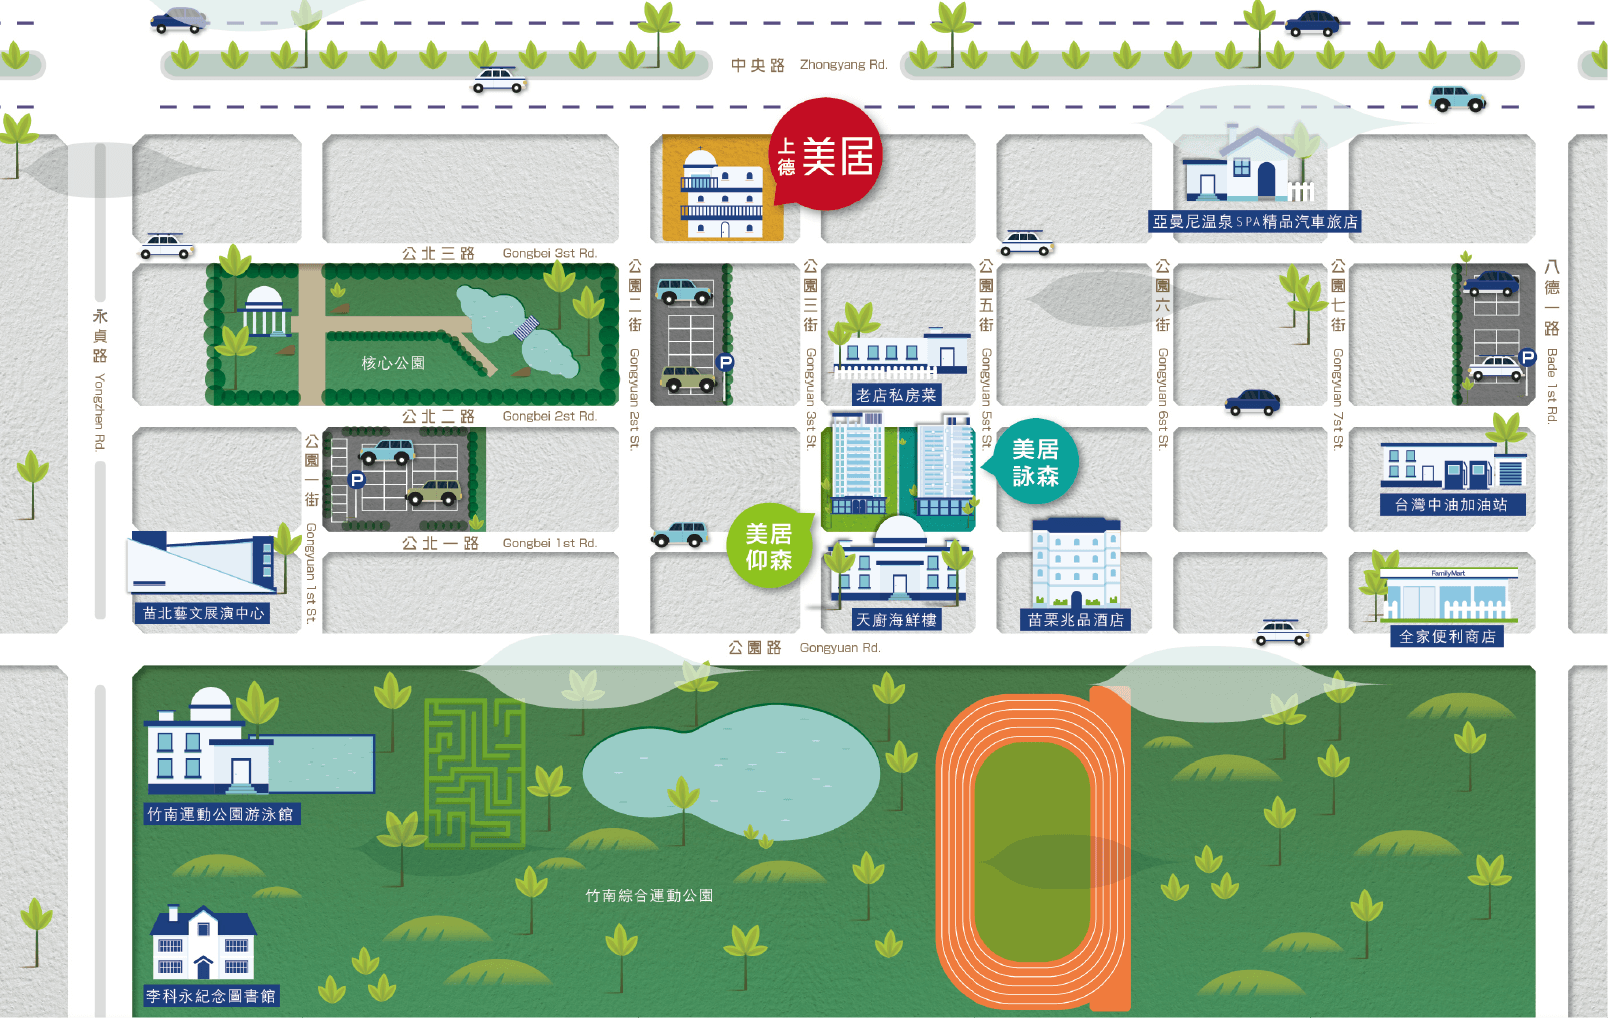 中央路 Zhongyang Rd.
上德 美居
亞曼尼温泉SPA精品汽車旅店
公北三路 Gongbei 3st Rd.
永貞路 Yongzhen Rd.
公園二街 Gongyuan 2st St.
公園三街 Gongyuan 3st St.
公園五街 Gongyuan 5st St.
公園六街 Gongyuan 6st St.
公園七街 Gongyuan 7st St.
八德一路 Bade 1st Rd.
核心公園
P
P
老店私房菜
公北二路 Gongbei 2st Rd.
公園一街 Gongyuan 1st St.
P
美居
詠森
台灣中油加油站
美居
仰森
公北一路 Gongbei 1st Rd.
FamilyMart
苗北藝文展演中心
天廚海鮮樓
苗栗兆品酒店
全家便利商店
公園路 Gongyuan Rd.
竹南運動公園游泳館
竹南綜合運動公園
李科永紀念圖書館